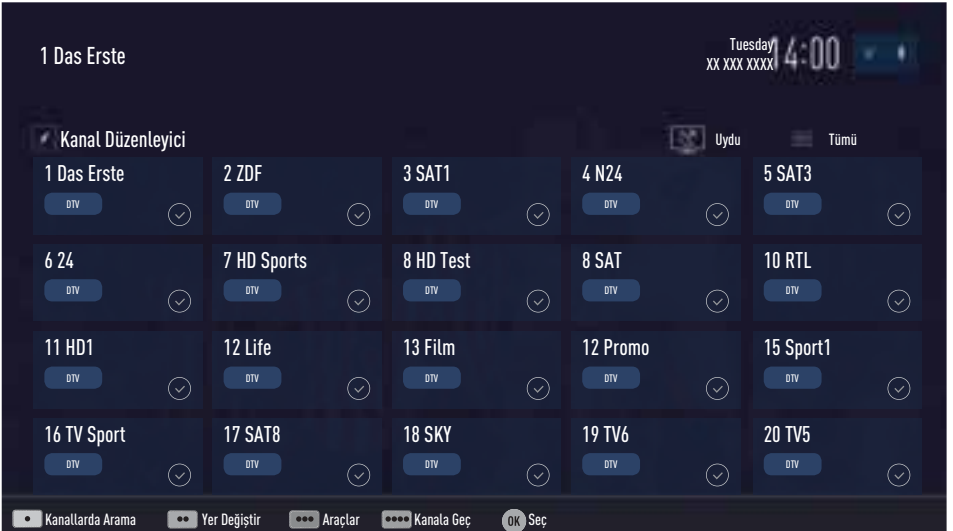 1 Das Erste
Tuesday
XX XXX XXXX
14:00
Kanal Düzenleyici
Uydu
Tümü
1 Das Erste
2 ZDF
3 SAT1
4 N24
5 SAT3
DTV DTV DTV DTV DTV
6 24
7 HD Sports
8 HD Test
8 SAT
10 RTL
DTV DTV DTV DTV DTV
11 HD1
12 Life
13 Film
12 Promo
15 Sport1
DTV DTV DTV DTV DTV
16 TV Sport
17 SAT8
18 SKY
19 TV6
20 TV5
DTV DTV DTV DTV DTV
Kanallarda Arama
Yer Değiştir
Araçlar
Kanala Geç
OK Seç